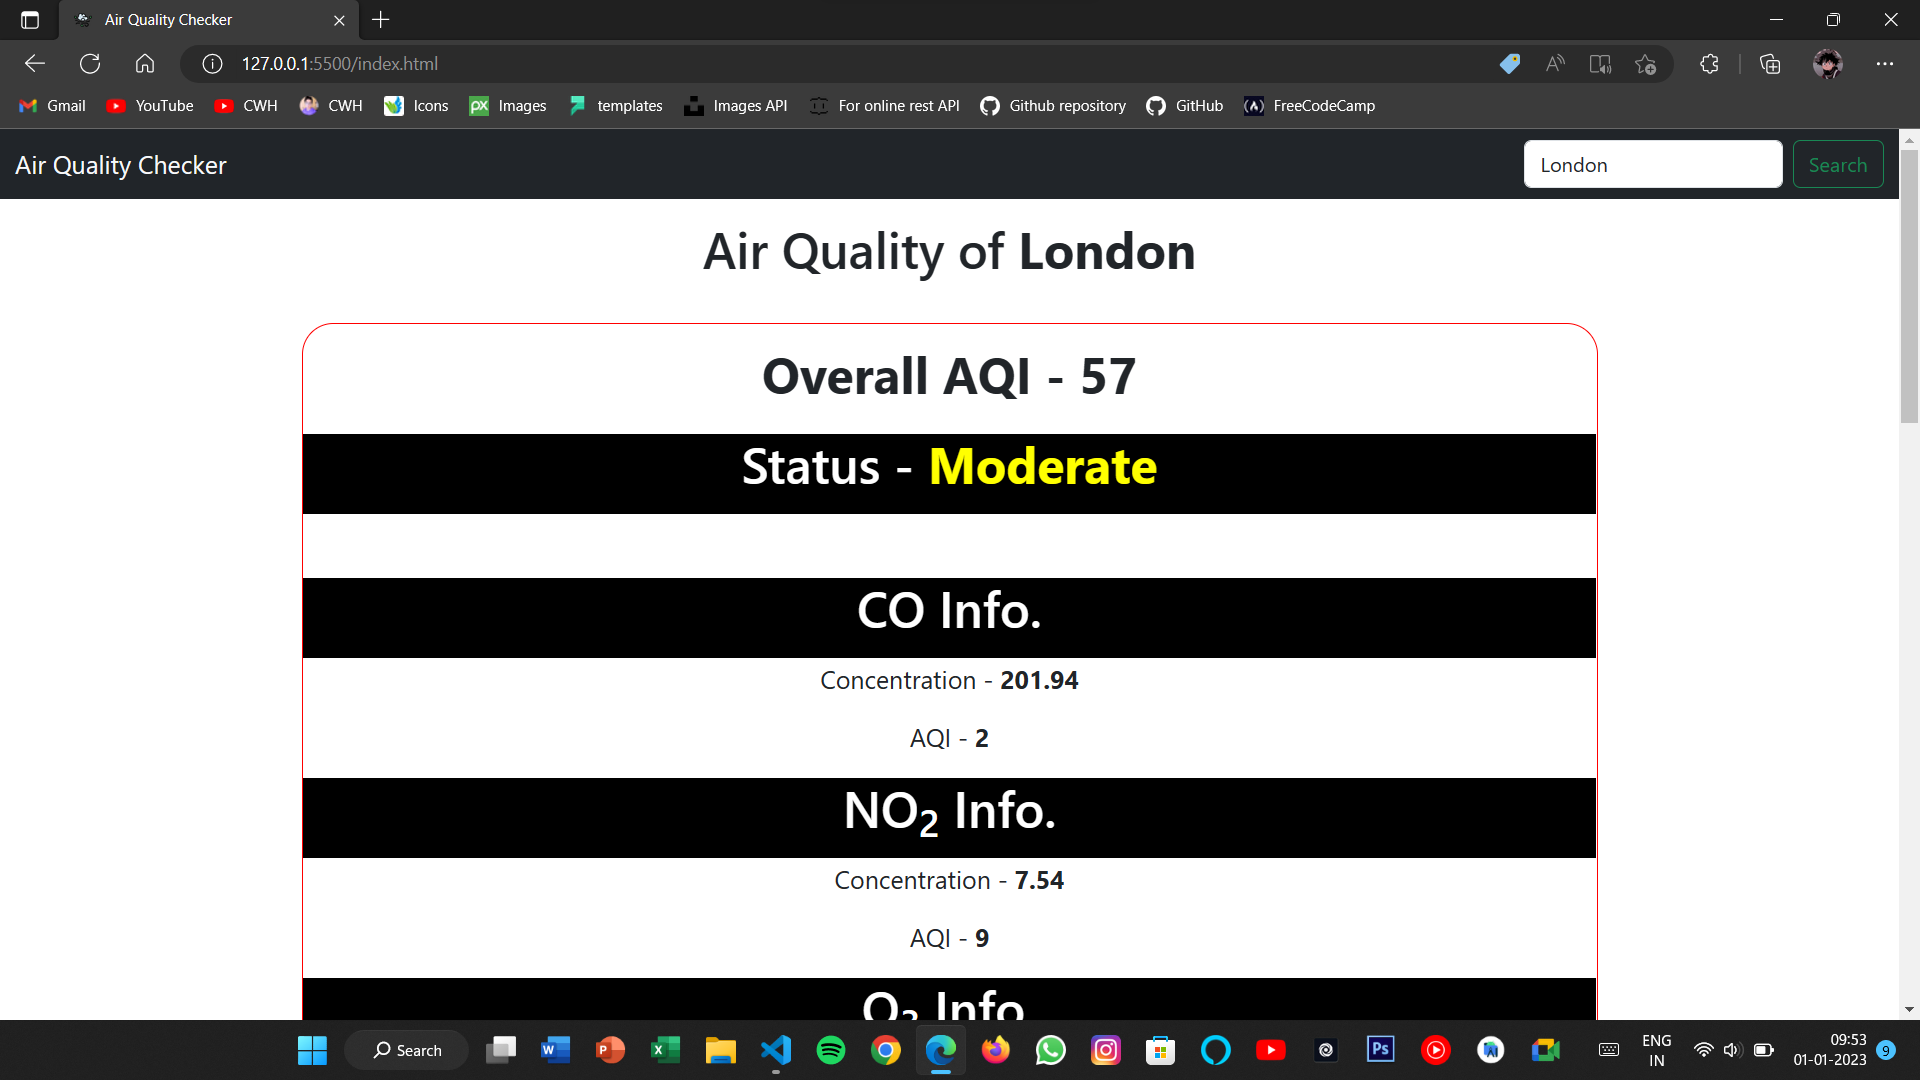 Air Quality Checker
127.0.0.1:5500/index.html
Gmail YouTube CWH CWH Icons Images templates Images API For online rest API Github repository GitHub FreeCodeCamp
Air Quality Checker London Search
Air Quality of London
Overall AQI - 57
Status - Moderate
CO Info.
Concentration - 201.94
AQI - 2
NO₂ Info.
Concentration - 7.54
AQI - 9
O₃ Info.
Search
ENG
IN
09:53
01-01-2023
9